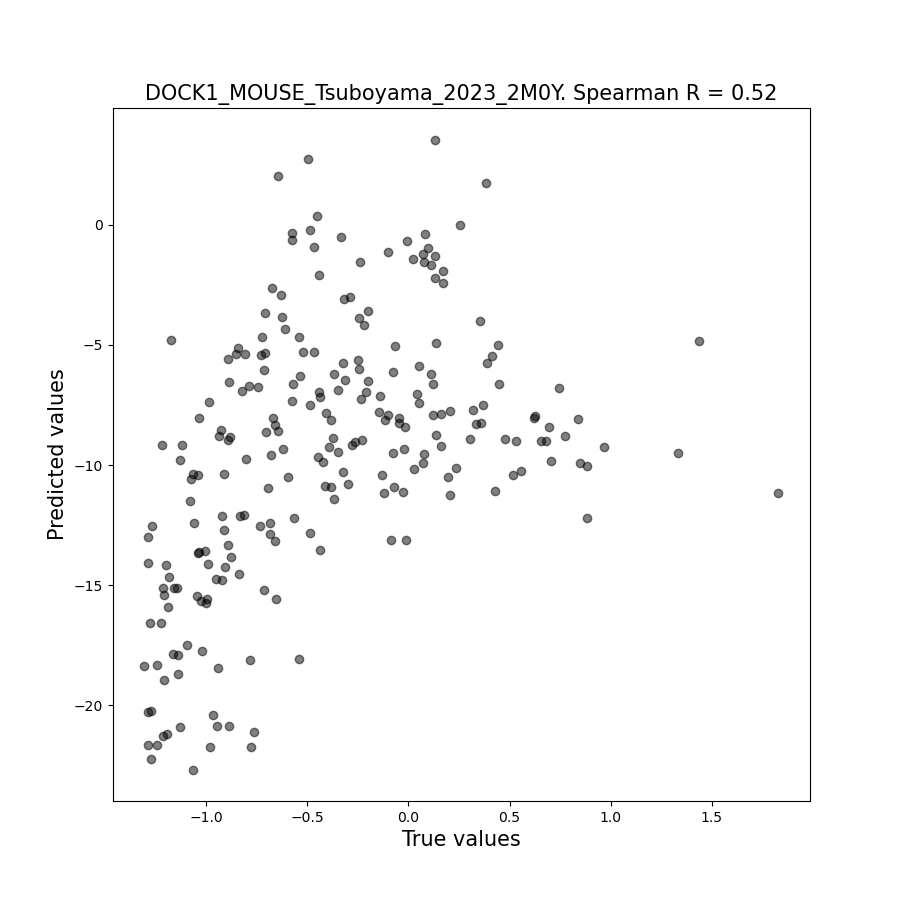 DOCK1_MOUSE_Tsuboyama_2023_2M0Y. Spearman R = 0.52
Predicted values
0
−5
−10
−15
−20
−1.0 −0.5 0.0 0.5 1.0 1.5
True values